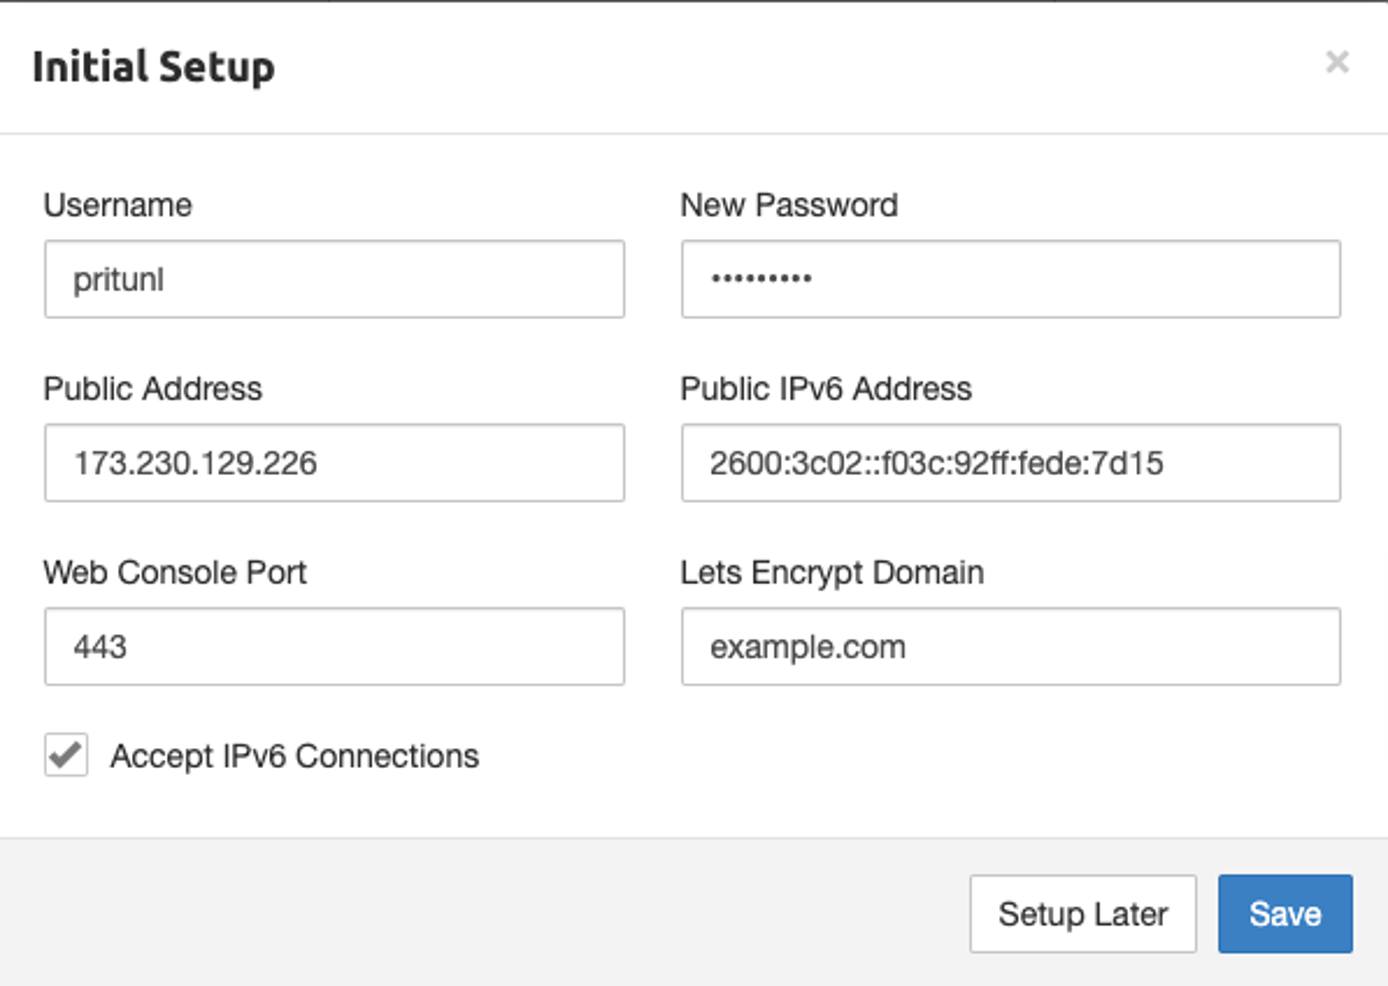 Initial Setup
×
Username
New Password
pritunl
•••••••••
Public Address
Public IPv6 Address
173.230.129.226
2600:3c02::f03c:92ff:fede:7d15
Web Console Port
Lets Encrypt Domain
443
example.com
Accept IPv6 Connections
Setup Later
Save